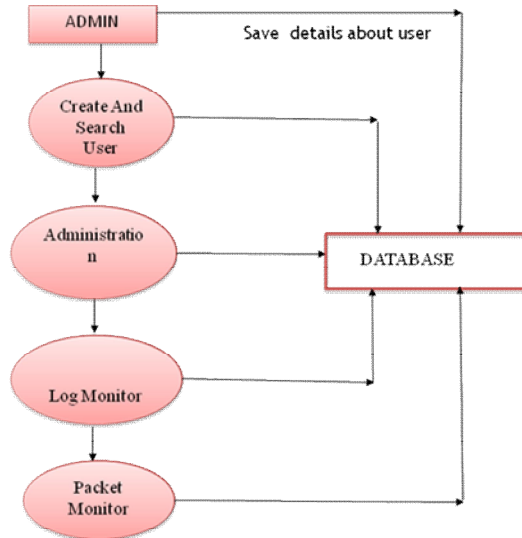 ADMIN
Save details about user
Create And
Search
User
Administratio
n
DATABASE
Log Monitor
Packet
Monitor